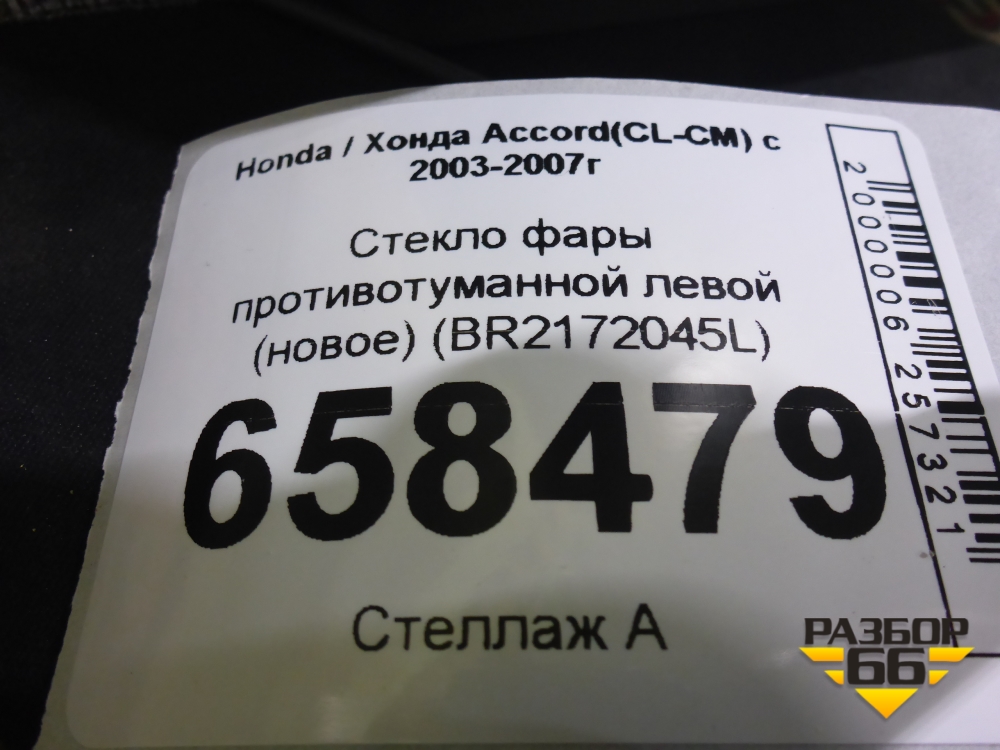 Honda / Хонда Accord(CL-CM) с
2003-2007г
Стекло фары
противотуманной левой
(новое) (BR2172045L)
658479
Стеллаж А
2000006257321
РАЗБОР
66